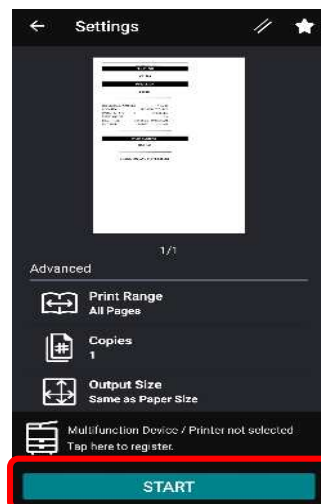 Settings
1/1
Advanced
Print Range
All Pages
Copies
1
Output Size
Same as Paper Size
Multifunction Device / Printer not selected
Tap here to register.
START